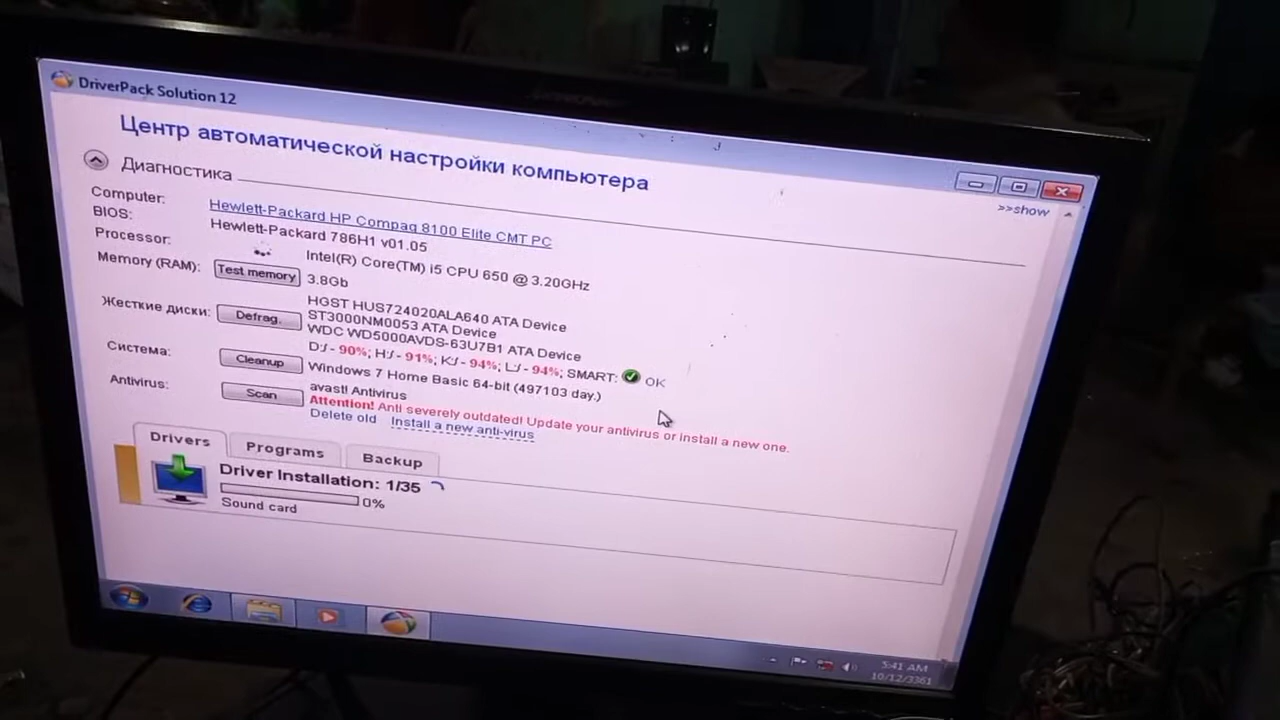 DriverPack Solution 12
Центр автоматической настройки компьютера
Диагностика
>>show
Computer: Hewlett-Packard HP Compaq 8100 Elite CMT PC
BIOS: Hewlett-Packard 786H1 v01.05
Processor: Intel(R) Core(TM) i5 CPU 650 @ 3.20GHz
Memory (RAM): Test memory 3.8Gb
Жесткие диски: Defrag. HGST HUS724020ALA640 ATA Device
ST3000NM0053 ATA Device
WDC WD5000AVDS-63U7B1 ATA Device
D:/ - 90%; H:/ - 91%; K:/ - 94%; L:/ - 94%; SMART: OK
Система: Cleanup Windows 7 Home Basic 64-bit (497103 day.)
Antivirus: Scan avast! Antivirus
Attention! Anti severely outdated! Update your antivirus or install a new one.
Delete old Install a new anti-virus
Drivers Programs Backup
Driver Installation: 1/35
0%
Sound card
5:41 AM
10/12/3361